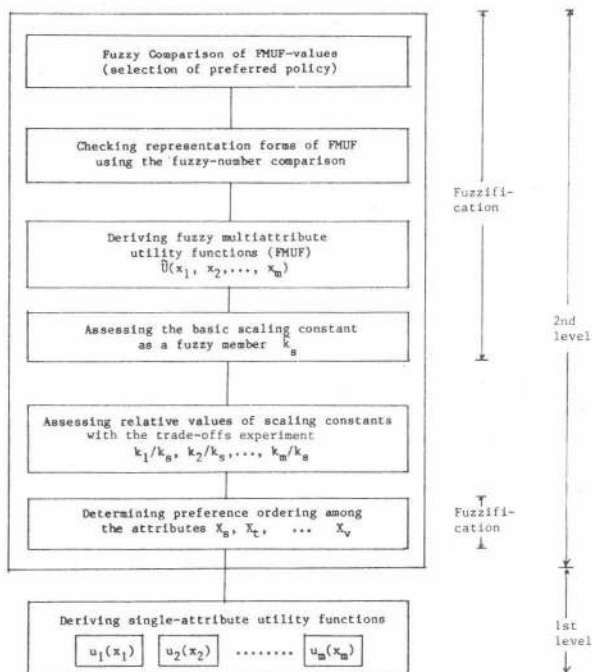 Fuzzy Comparison of FMUF-values
(selection of preferred policy)
Checking representation forms of FMUF
using the fuzzy-number comparison
Fuzzifi-
cation
Deriving fuzzy multiattribute
utility functions (FMUF)
Ũ(x₁, x₂,..., xₘ)
Assessing the basic scaling constant
as a fuzzy member k̃ₛ
2nd
level
Assessing relative values of scaling constants
with the trade-offs experiment
k₁/kₛ, k₂/kₛ,..., kₘ/kₛ
Determining preference ordering among
the attributes Xₛ, Xₜ, ... Xᵥ
Fuzzifi-
cation
Deriving single-attribute utility functions
u₁(x₁) u₂(x₂) ........ uₘ(xₘ)
1st
level